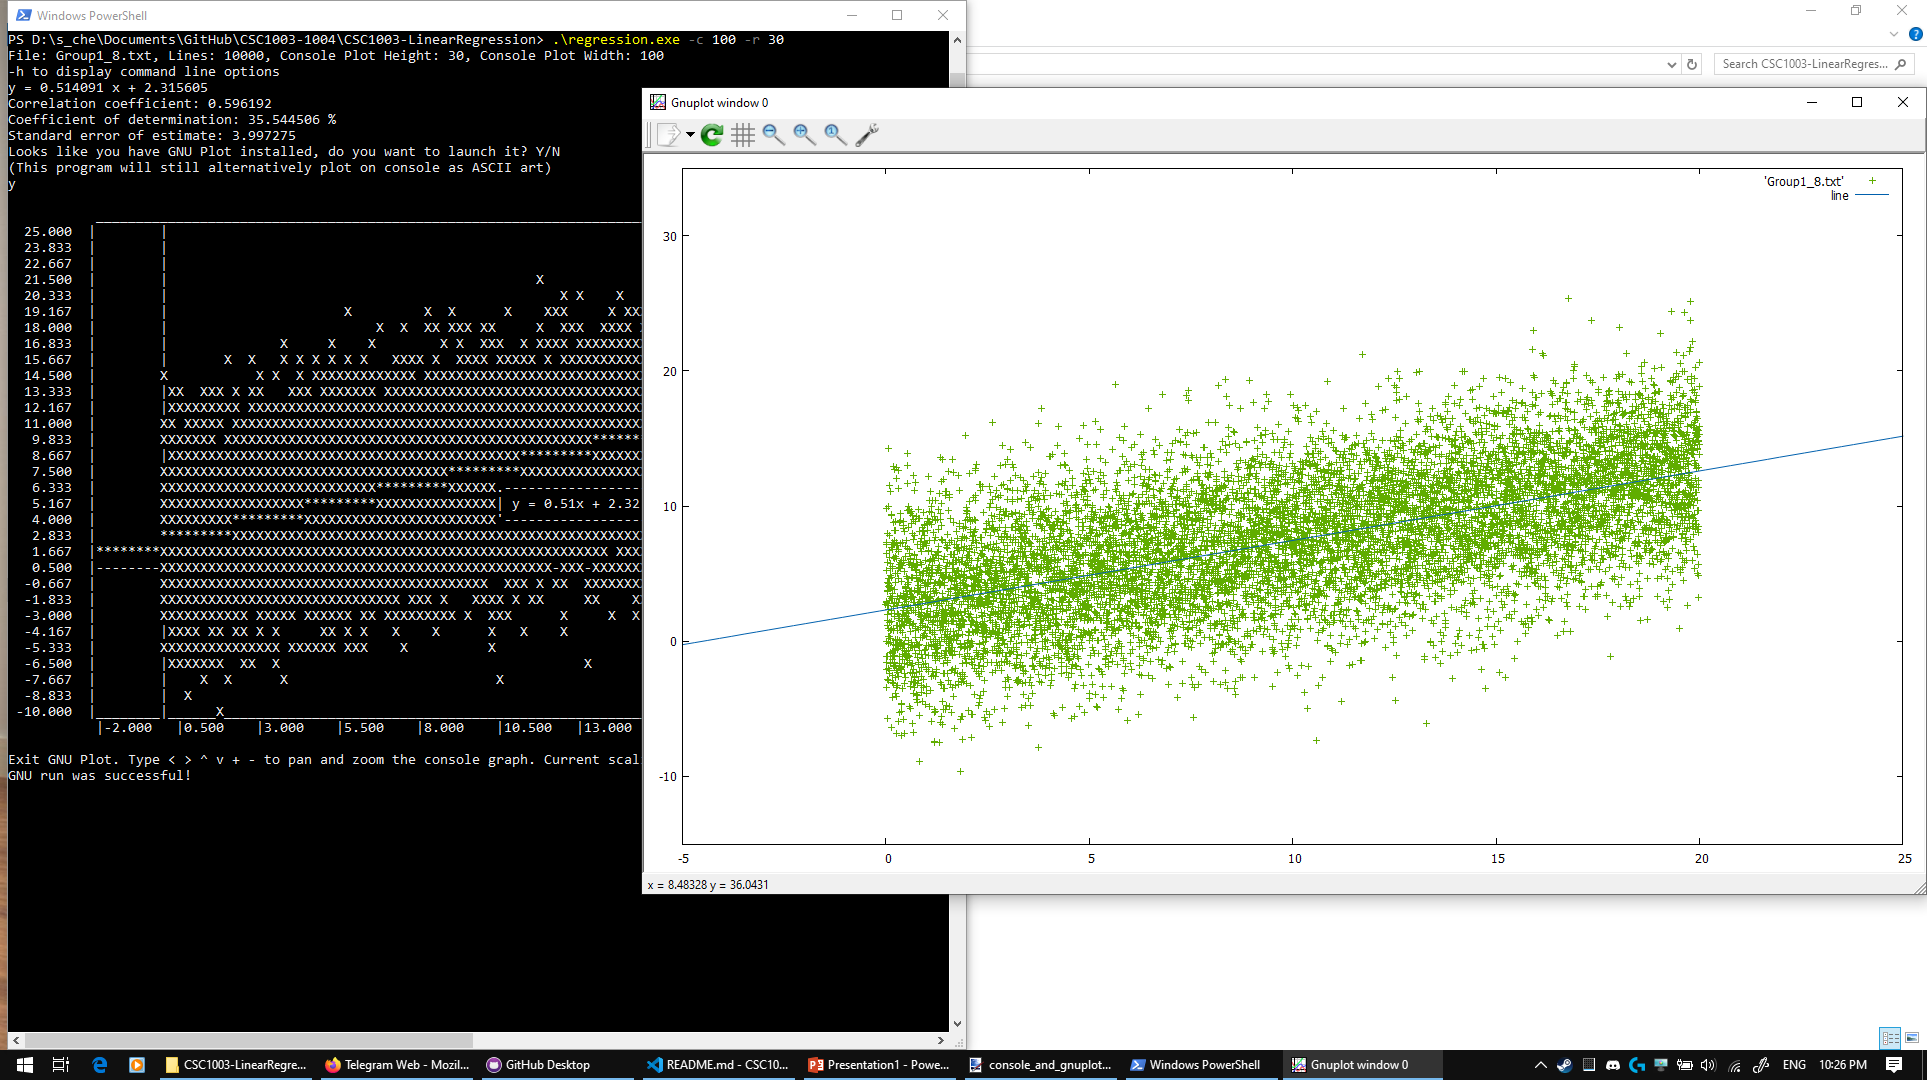 Windows PowerShell
PS D:\s_che\Documents\GitHub\CSC1003-1004\CSC1003-LinearRegression> .\regression.exe -c 100 -r 30
File: Group1_8.txt, Lines: 10000, Console Plot Height: 30, Console Plot Width: 100
-h to display command line options
y = 0.514091 x + 2.315605
Correlation coefficient: 0.596192
Coefficient of determination: 35.544506 %
Standard error of estimate: 3.997275
Looks like you have GNU Plot installed, do you want to launch it? Y/N
(This program will still alternatively plot on console as ASCII art)
y
25.000
23.833
22.667
21.500
20.333
19.167
18.000
16.833
15.667
14.500
13.333
12.167
11.000
9.833
8.667
7.500
6.333
5.167 | y = 0.51x + 2.32
4.000
2.833
1.667
0.500
-0.667
-1.833
-3.000
-4.167
-5.333
-6.500
-7.667
-8.833
-10.000
|-2.000 |0.500 |3.000 |5.500 |8.000 |10.500 |13.000
Exit GNU Plot. Type < > ^ v + - to pan and zoom the console graph. Current scal
GNU run was successful!
Search CSC1003-LinearRegres...
Gnuplot window 0
'Group1_8.txt'
line
30
20
10
0
-10
-5 0 5 10 15 20 25
x = 8.48328 y = 36.0431
CSC1003-LinearRegre...
Telegram Web - Mozil...
GitHub Desktop
README.md - CSC10...
Presentation1 - Powe...
console_and_gnuplot...
Windows PowerShell
Gnuplot window 0
ENG
10:26 PM